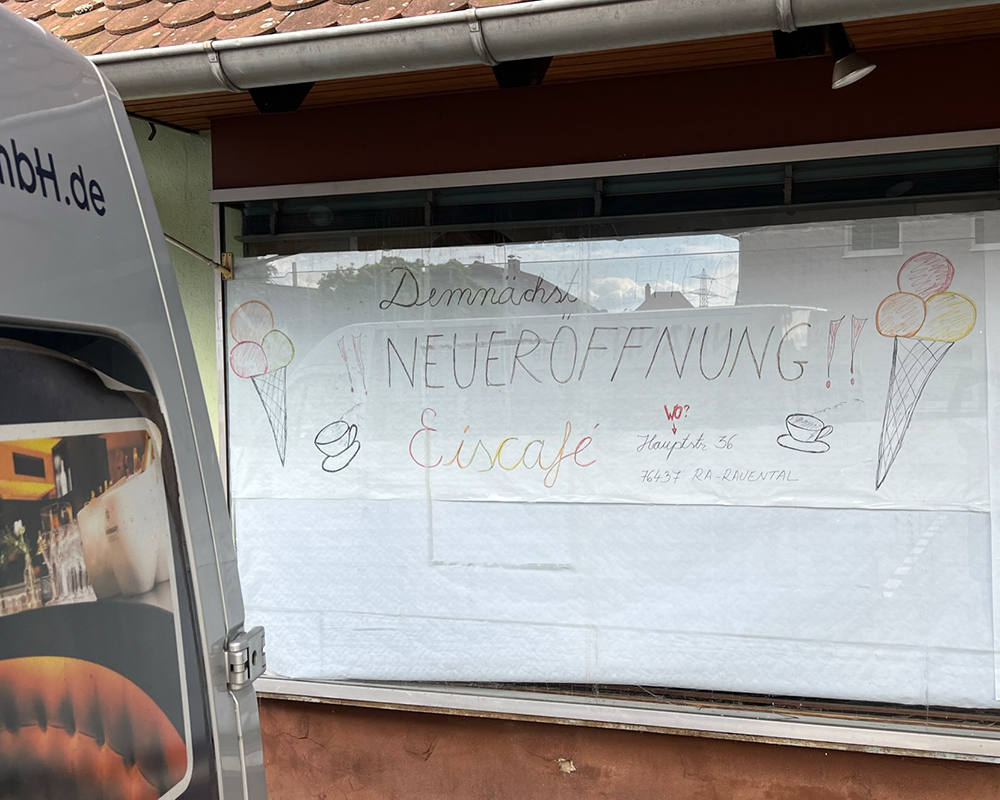 mbH.de
Demnächst
NEUERÖFFNUNG!!
Eiscafé
WO?
Hauptstr. 36
76437 RA-RAUENTAL